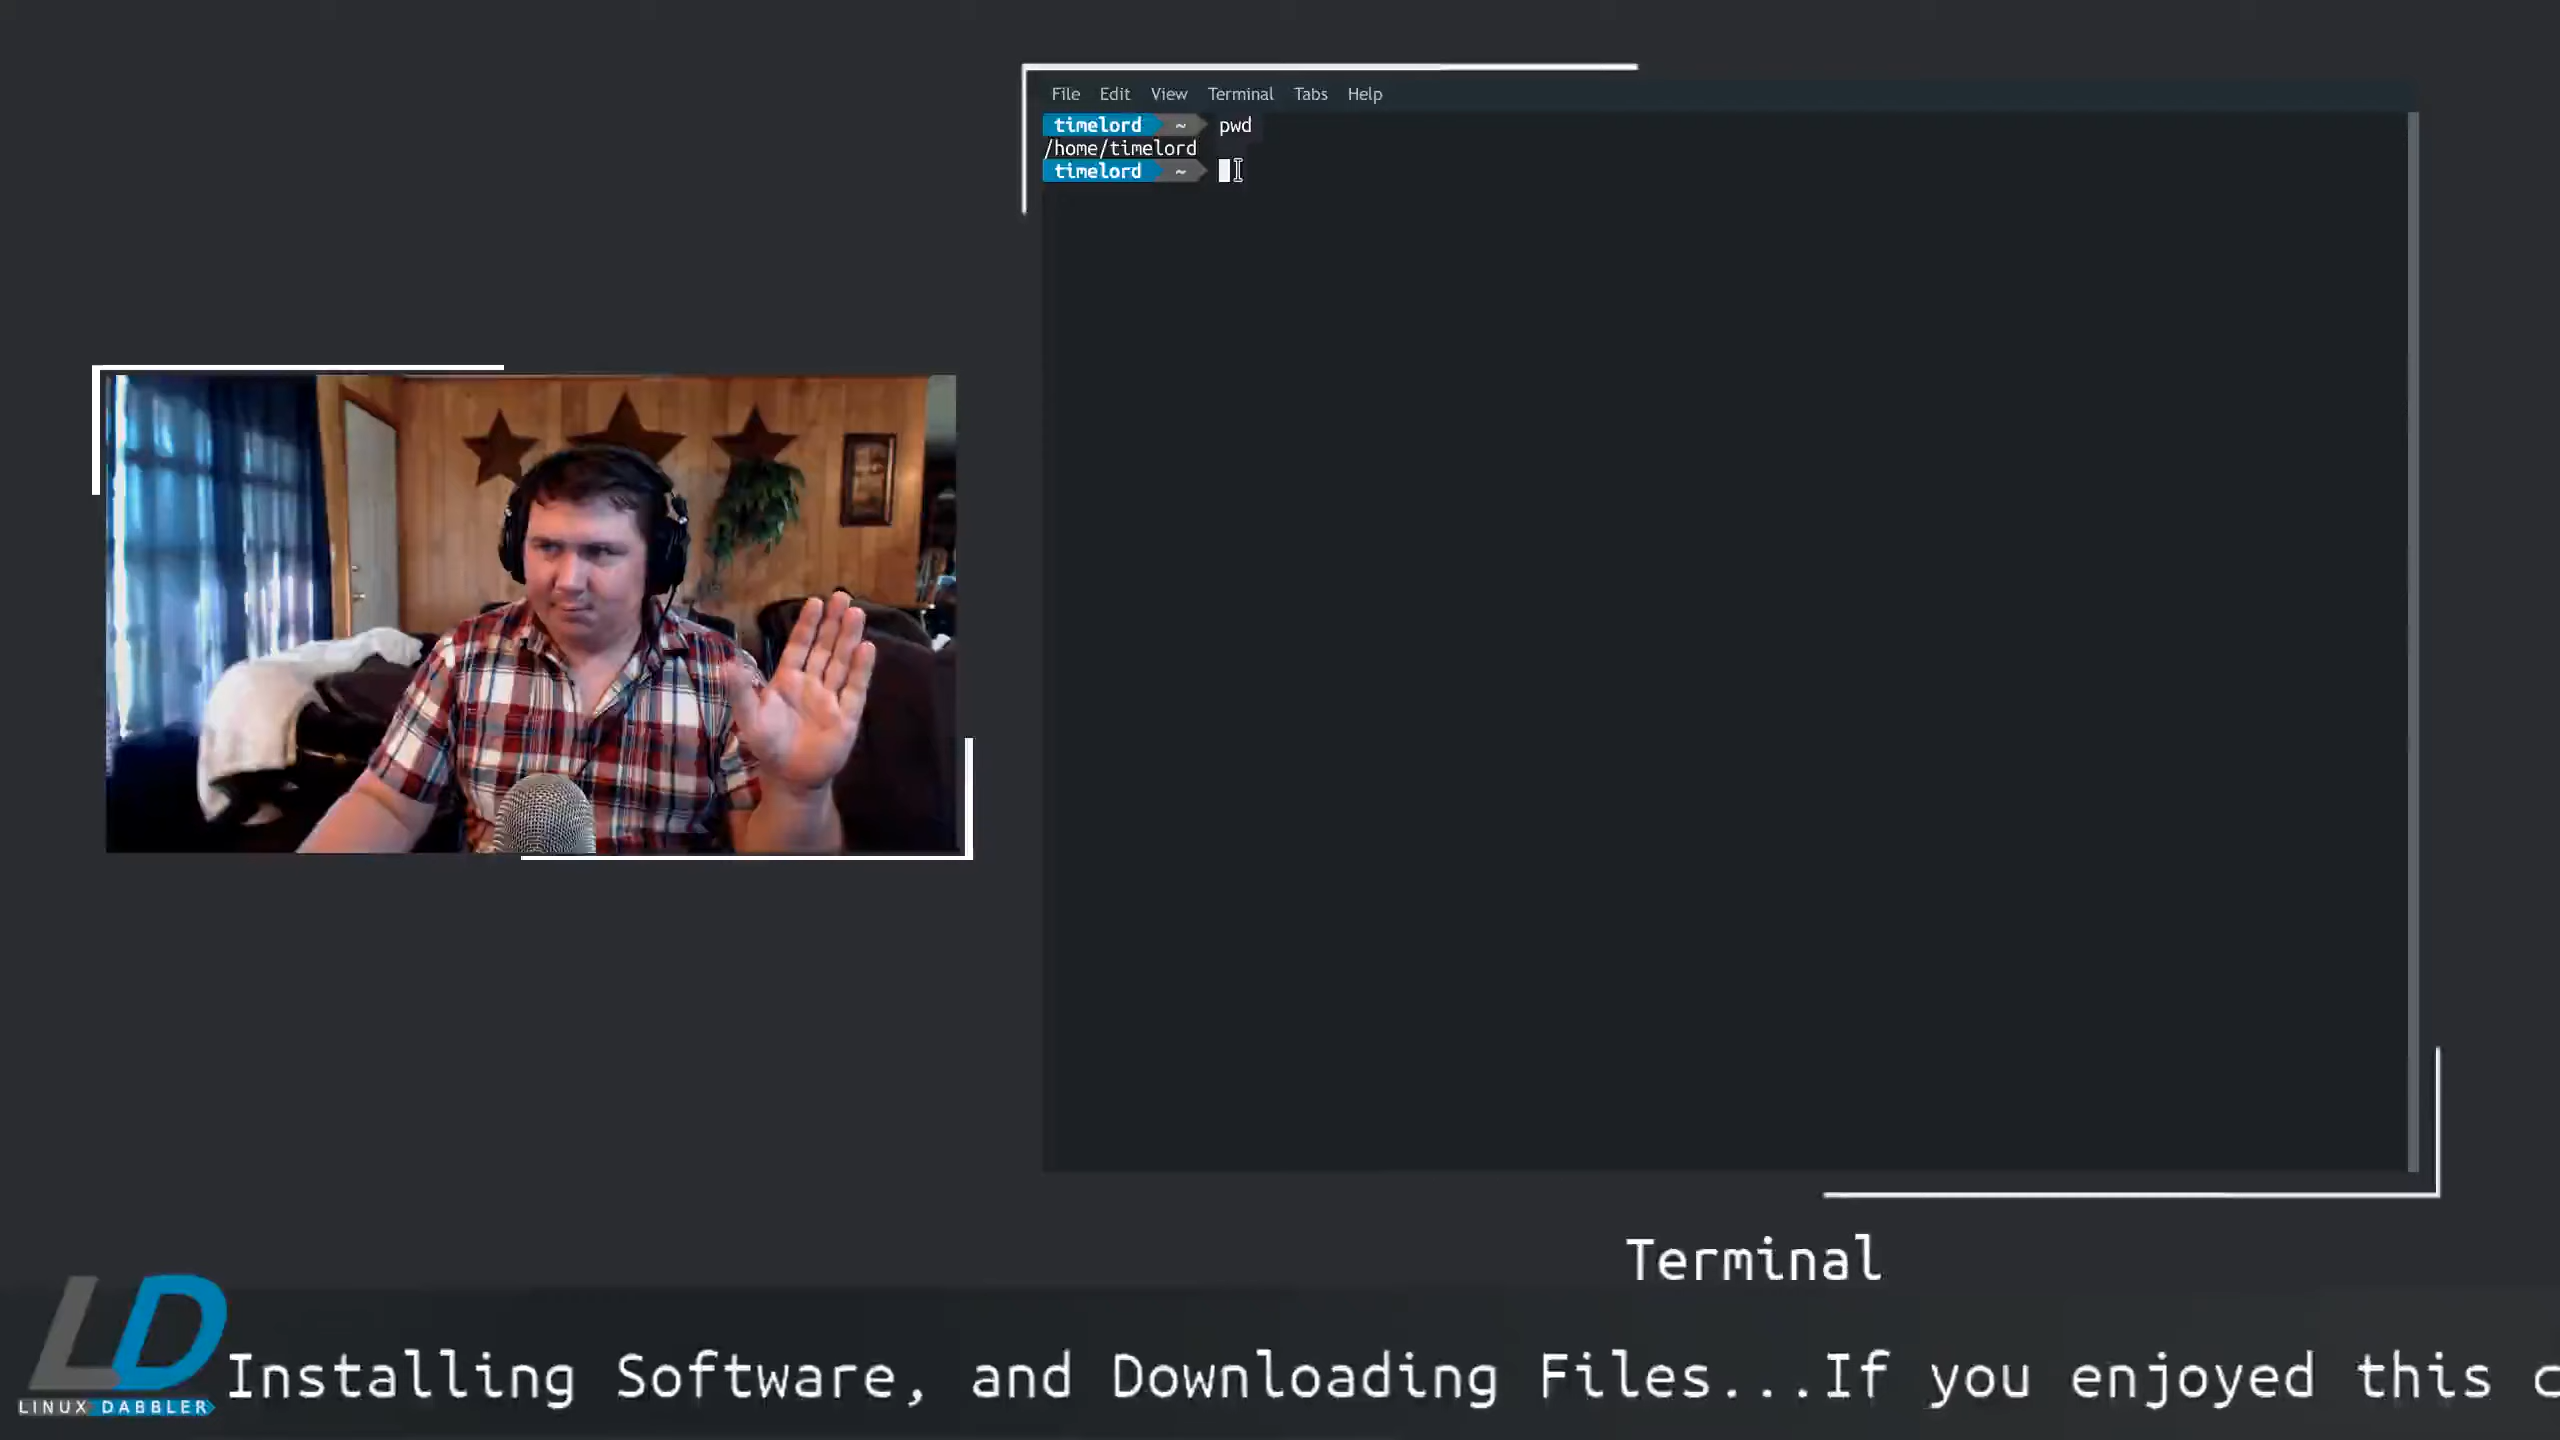 File Edit View Terminal Tabs Help
timelord ~ pwd
/home/timelord
timelord ~
Terminal
LD
LINUX DABBLER
Installing Software, and Downloading Files...If you enjoyed this c